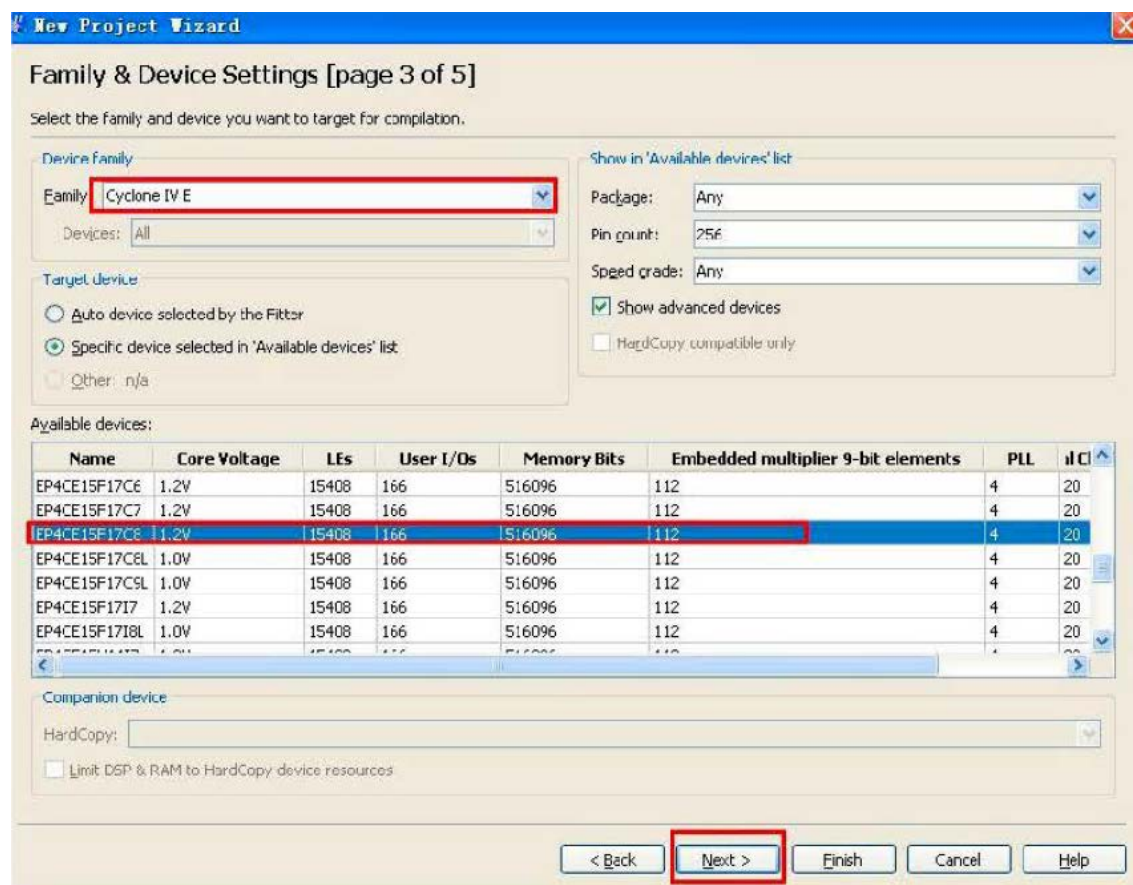 New Project Wizard
Family & Device Settings [page 3 of 5]
Select the family and device you want to target for compilation.
Device family
Family: Cyclone IV E
Devices: All
Show in 'Available devices' list
Package: Any
Pin count: 256
Speed grade: Any
Show advanced devices
HardCopy compatible only
Target device
Auto device selected by the Fitter
Specific device selected in 'Available devices' list
Other: n/a
Available devices:
Name Core Voltage LEs User I/Os Memory Bits Embedded multiplier 9-bit elements PLL
EP4CE15F17C6 1.2V 15408 166 516096 112 4 20
EP4CE15F17C7 1.2V 15408 166 516096 112 4 20
EP4CE15F17C8 1.2V 15408 166 516096 112 4 20
EP4CE15F17C8L 1.0V 15408 166 516096 112 4 20
EP4CE15F17C9L 1.0V 15408 166 516096 112 4 20
EP4CE15F17I7 1.2V 15408 166 516096 112 4 20
EP4CE15F17I8L 1.0V 15408 166 516096 112 4 20
Companion device
HardCopy:
Limit DSP & RAM to HardCopy device resources
< Back Next > Finish Cancel Help